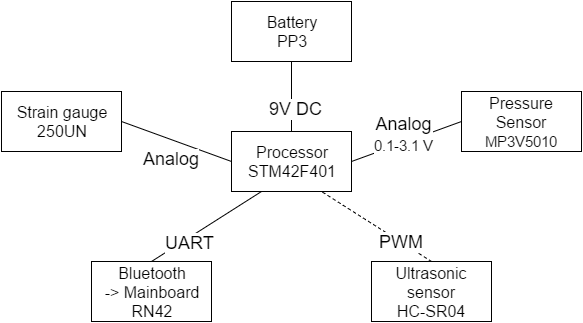 Battery
PP3
9V DC
Strain gauge
250UN
Analog
Processor
STM42F401
Analog
0.1-3.1 V
Pressure
Sensor
MP3V5010
UART
PWM
Bluetooth
-> Mainboard
RN42
Ultrasonic
sensor
HC-SR04